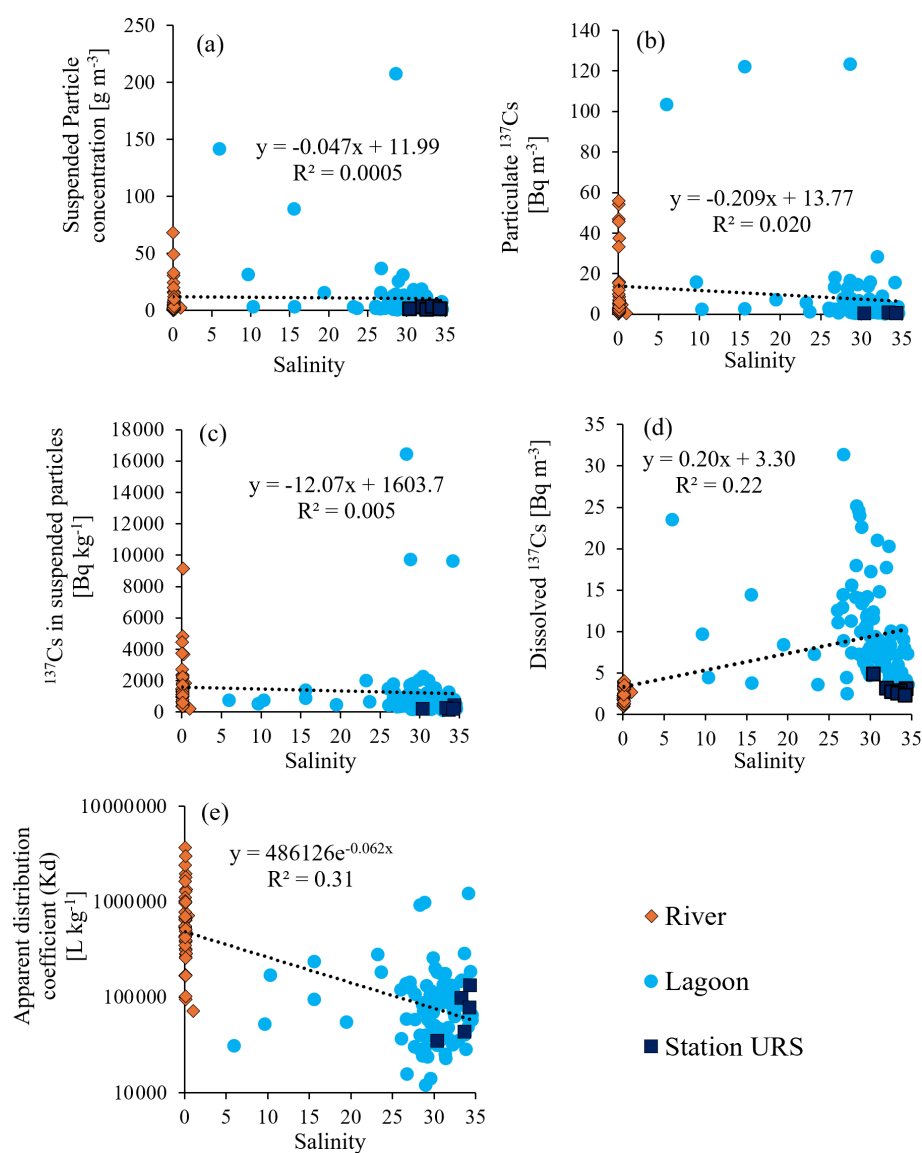 (a)
Suspended Particle
concentration [g m-3]
250
200
150
100
50
0
y = -0.047x + 11.99
R² = 0.0005
0 5 10 15 20 25 30 35
Salinity
(b)
Particulate 137Cs
[Bq m-3]
140
120
100
80
60
40
20
0
y = -0.209x + 13.77
R² = 0.020
0 5 10 15 20 25 30 35
Salinity
(c)
137Cs in suspended particles
[Bq kg-1]
18000
16000
14000
12000
10000
8000
6000
4000
2000
0
y = -12.07x + 1603.7
R² = 0.005
0 5 10 15 20 25 30 35
Salinity
(d)
Dissolved 137Cs [Bq m-3]
35
30
25
20
15
10
5
0
y = 0.20x + 3.30
R² = 0.22
0 5 10 15 20 25 30 35
Salinity
(e)
Apparent distribution
coefficient (Kd)
[L kg-1]
10000000
1000000
100000
10000
y = 486126e-0.062x
R² = 0.31
0 5 10 15 20 25 30 35
Salinity
River
Lagoon
Station URS